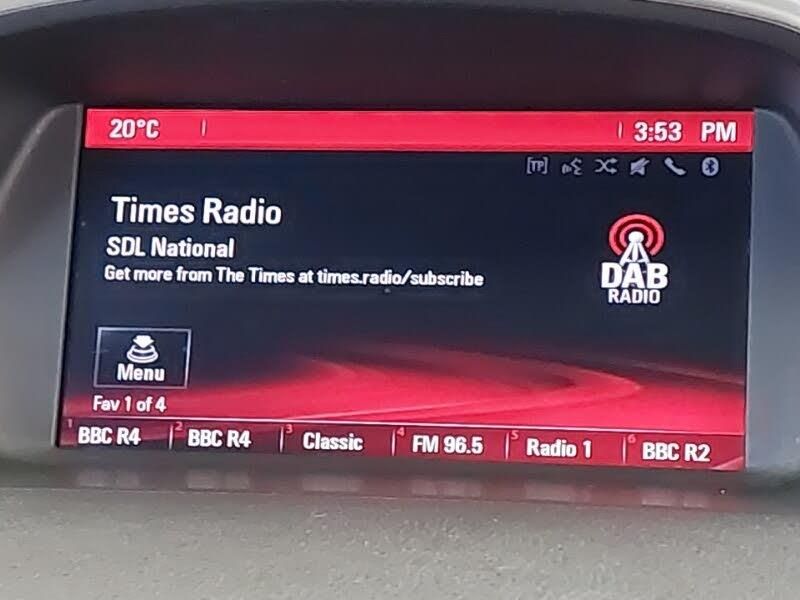 20°C 3:53 PM
[TP]
Times Radio
SDL National
Get more from The Times at times.radio/subscribe
DAB
RADIO
Menu
Fav 1 of 4
1 BBC R4 2 BBC R4 3 Classic 4 FM 96.5 5 Radio 1 6 BBC R2